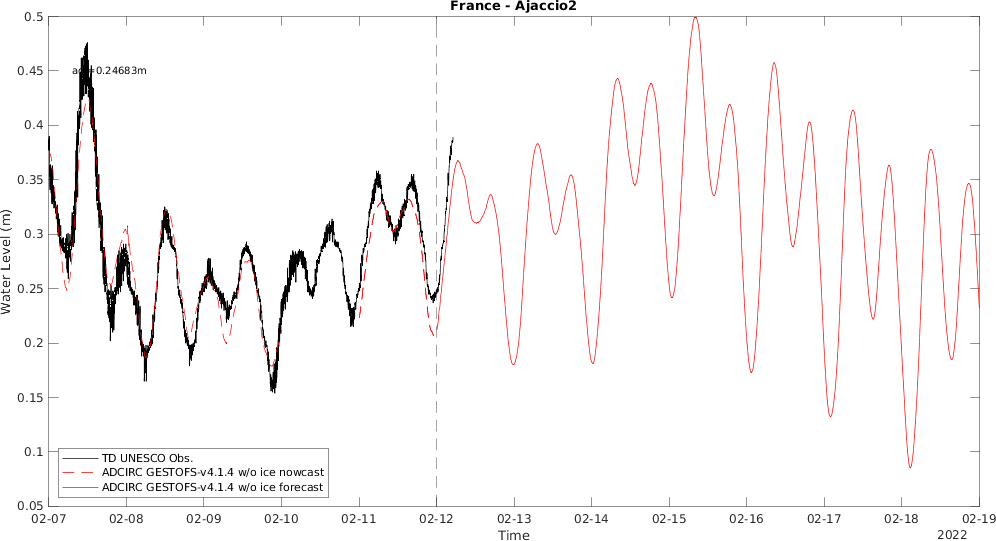 France - Ajaccio2
0.5
0.45
0.4
0.35
0.3
0.25
0.2
0.15
0.1
0.05
Water Level (m)
=0.24683m
TD UNESCO Obs.
ADCIRC GESTOFS-v4.1.4 w/o ice nowcast
ADCIRC GESTOFS-v4.1.4 w/o ice forecast
02-07 02-08 02-09 02-10 02-11 02-12 02-13 02-14 02-15 02-16 02-17 02-18 02-19
Time
2022